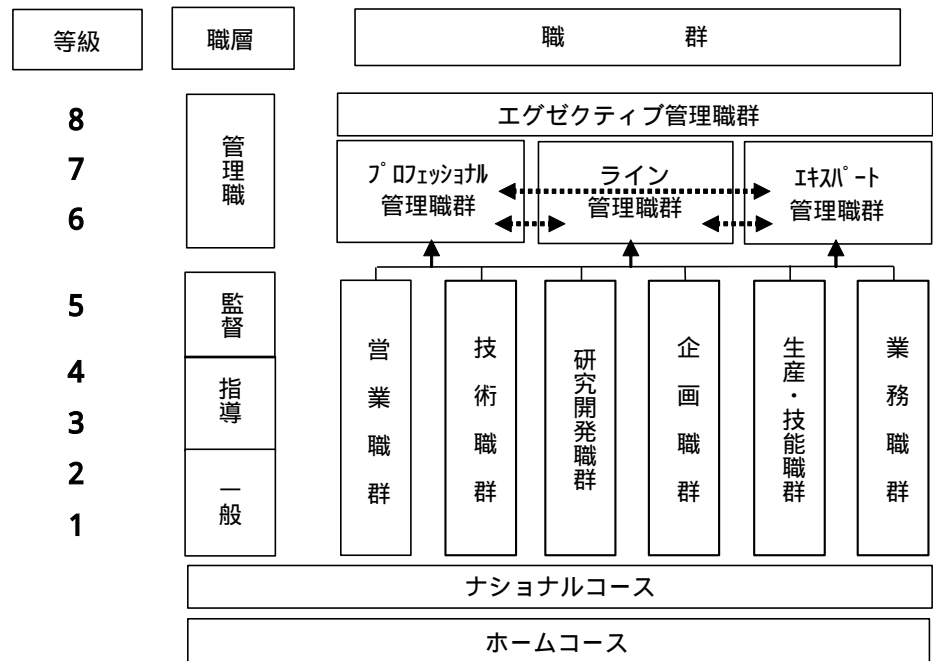 等級
職層
職 群
8
7
6
5
4
3
2
1
管理職
監督
指導
一般
エグゼクティブ管理職群
ﾌﾟﾛﾌｪｯｼｮﾅﾙ
管理職群
ライン
管理職群
ｴｷｽﾊﾟｰﾄ
管理職群
営業職群
技術職群
研究開発職群
企画職群
生産・技能職群
業務職群
ナショナルコース
ホームコース